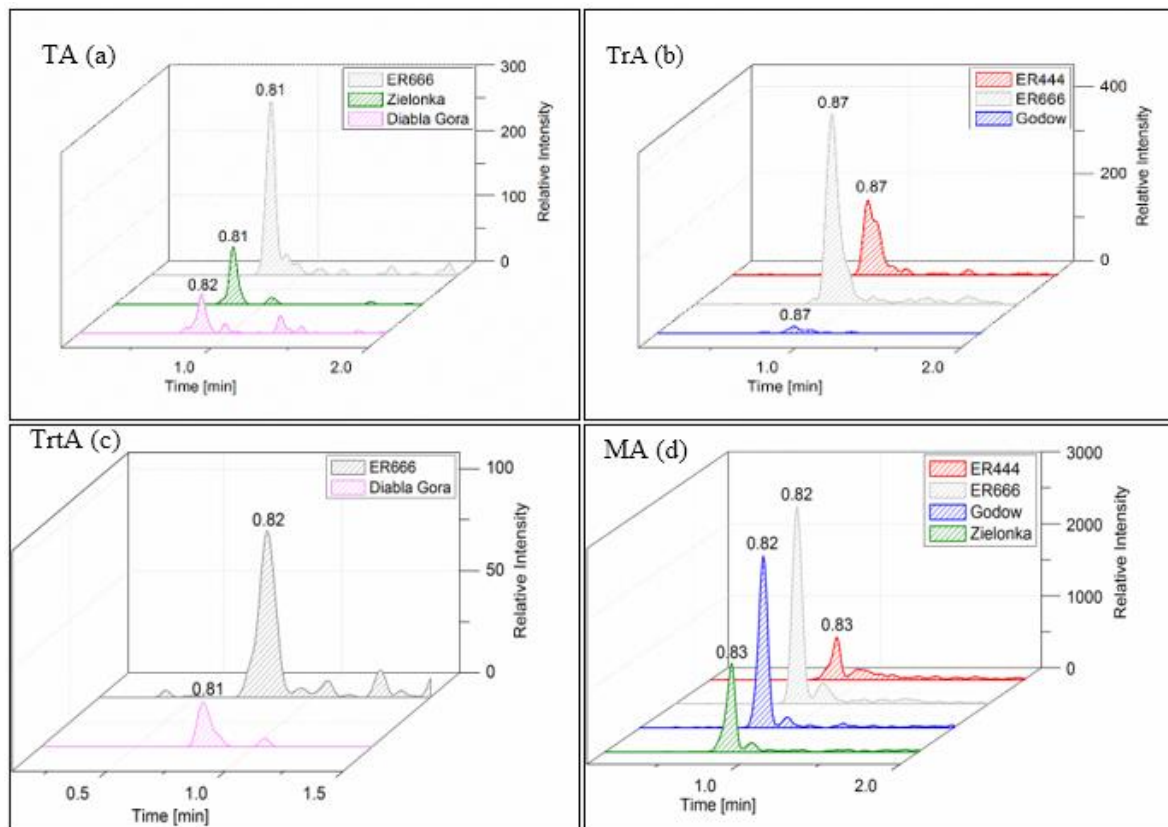 TA (a)
ER666
Zielonka
Diabla Gora
0.81
0.81
0.82
300
200
100
0
Relative Intensity
1.0
2.0
Time [min]
TrA (b)
ER444
ER666
Godow
0.87
0.87
0.87
400
200
0
Relative Intensity
1.0
2.0
Time [min]
TrtA (c)
ER666
Diabla Gora
0.82
0.81
100
50
0
Relative Intensity
0.5
1.0
1.5
Time [min]
MA (d)
ER444
ER666
Godow
Zielonka
0.82
0.82
0.83
0.83
3000
2000
1000
0
Relative Intensity
1.0
2.0
Time [min]